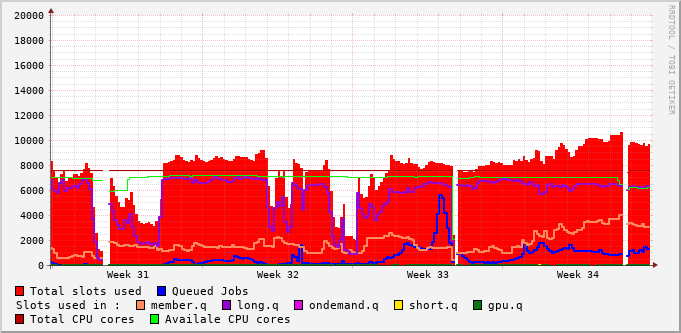 RRDTOOL / TOBI OETIKER
20000
18000
16000
14000
12000
10000
8000
6000
4000
2000
0
Week 31 Week 32 Week 33 Week 34
Total slots used Queued Jobs
Slots used in : member.q long.q ondemand.q short.q gpu.q
Total CPU cores Availale CPU cores